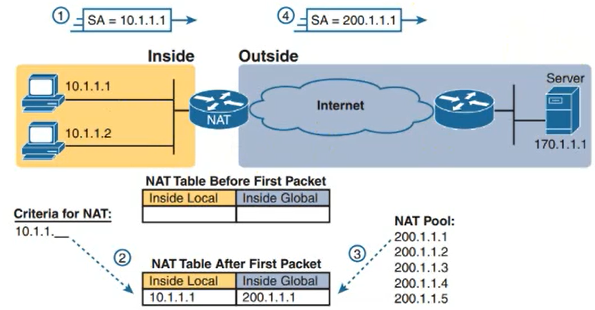 1
SA = 10.1.1.1
4
SA = 200.1.1.1
Inside
Outside
10.1.1.1
10.1.1.2
NAT
Internet
Server
170.1.1.1
NAT Table Before First Packet
Inside Local Inside Global
Criteria for NAT:
10.1.1.__
2
NAT Table After First Packet
Inside Local Inside Global
10.1.1.1 200.1.1.1
3
NAT Pool:
200.1.1.1
200.1.1.2
200.1.1.3
200.1.1.4
200.1.1.5